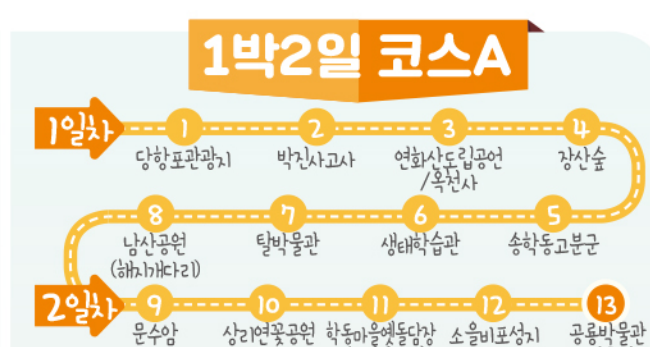 1박2일 코스A
1일차
1 2 3 4
당항포관광지 박진사고사 연화산도립공언 장산숲
/옥천사
8 7 6 5
남산공원 탈박물관 생태학습관 송학동고분군
(해지개다리)
2일차
9 10 11 12 13
문수암 상리연꽃공원 학동마을옛돌담장 소을비포성지 공룡박물관